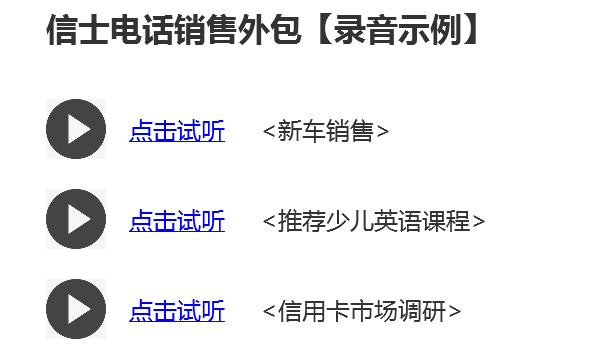 信士电话销售外包【录音示例】
点击试听 <新车销售>
点击试听 <推荐少儿英语课程>
点击试听 <信用卡市场调研>